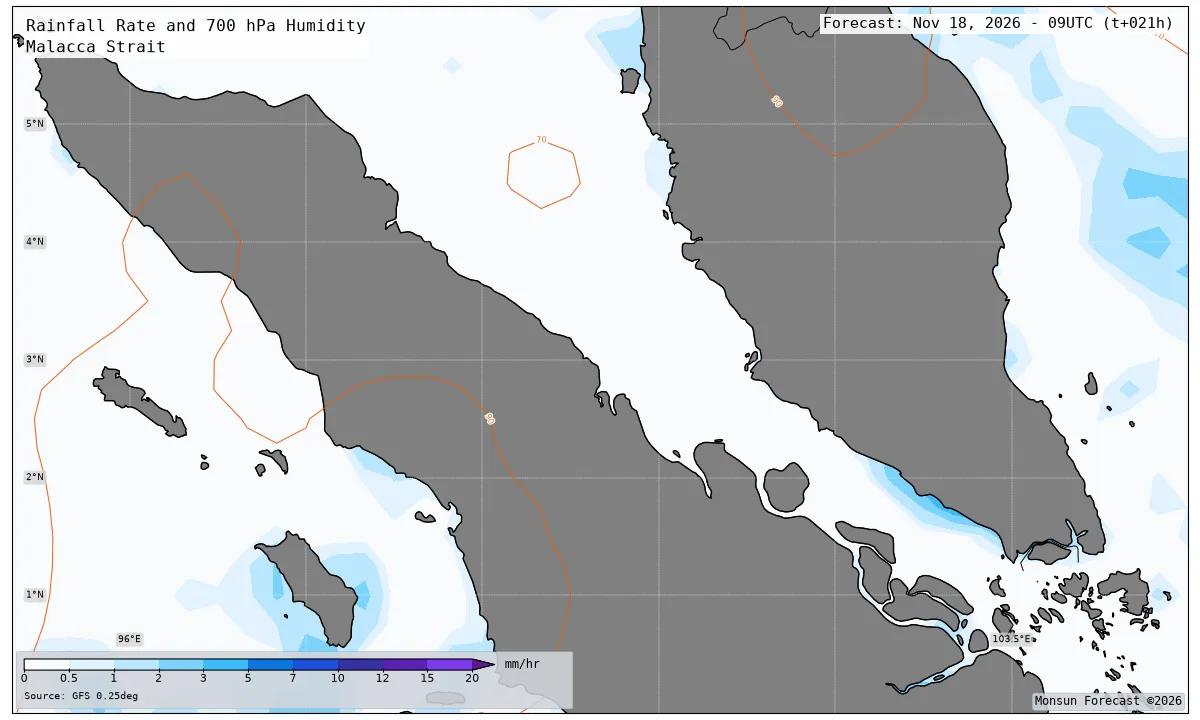 Rainfall Rate and 700 hPa Humidity
Malacca Strait
Forecast: Nov 18, 2026 - 09UTC (t+021h)
90
70
5°N
4°N
3°N
90
2°N
1°N
96°E
103.5°E
0 0.5 1 2 3 5 7 10 12 15 20
mm/hr
Source: GFS 0.25deg
Monsun Forecast ©2026